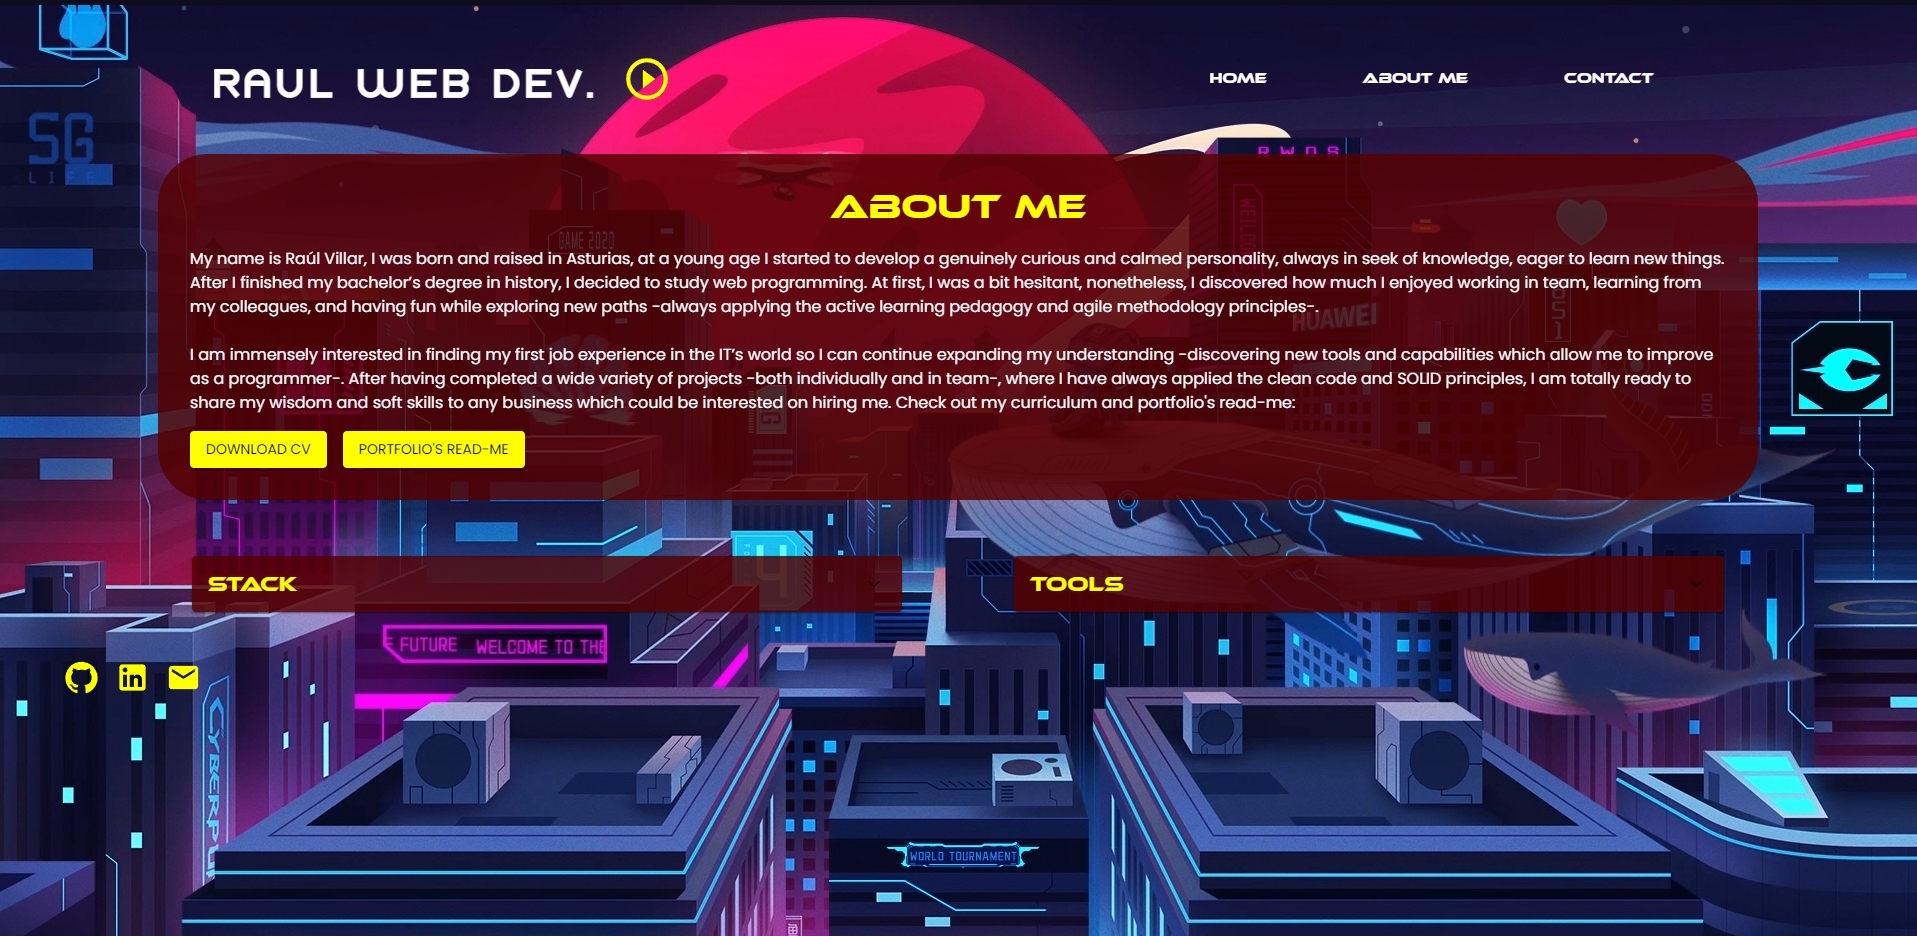 RAUL WEB DEV.
HOME ABOUT ME CONTACT
SG
LIFE
RWDS
WELCOME
GAME 2020
ABOUT ME
My name is Raúl Villar, I was born and raised in Asturias, at a young age I started to develop a genuinely curious and calmed personality, always in seek of knowledge, eager to learn new things.
After I finished my bachelor’s degree in history, I decided to study web programming. At first, I was a bit hesitant, nonetheless, I discovered how much I enjoyed working in team, learning from
my colleagues, and having fun while exploring new paths -always applying the active learning pedagogy and agile methodology principles-.
HUAWEI
I am immensely interested in finding my first job experience in the IT’s world so I can continue expanding my understanding -discovering new tools and capabilities which allow me to improve
as a programmer-. After having completed a wide variety of projects -both individually and in team-, where I have always applied the clean code and SOLID principles, I am totally ready to
share my wisdom and soft skills to any business which could be interested on hiring me. Check out my curriculum and portfolio's read-me:
DOWNLOAD CV PORTFOLIO'S READ-ME
4
STACK TOOLS
E FUTURE WELCOME TO THE
CYBERPU
WORLD TOURNAMENT